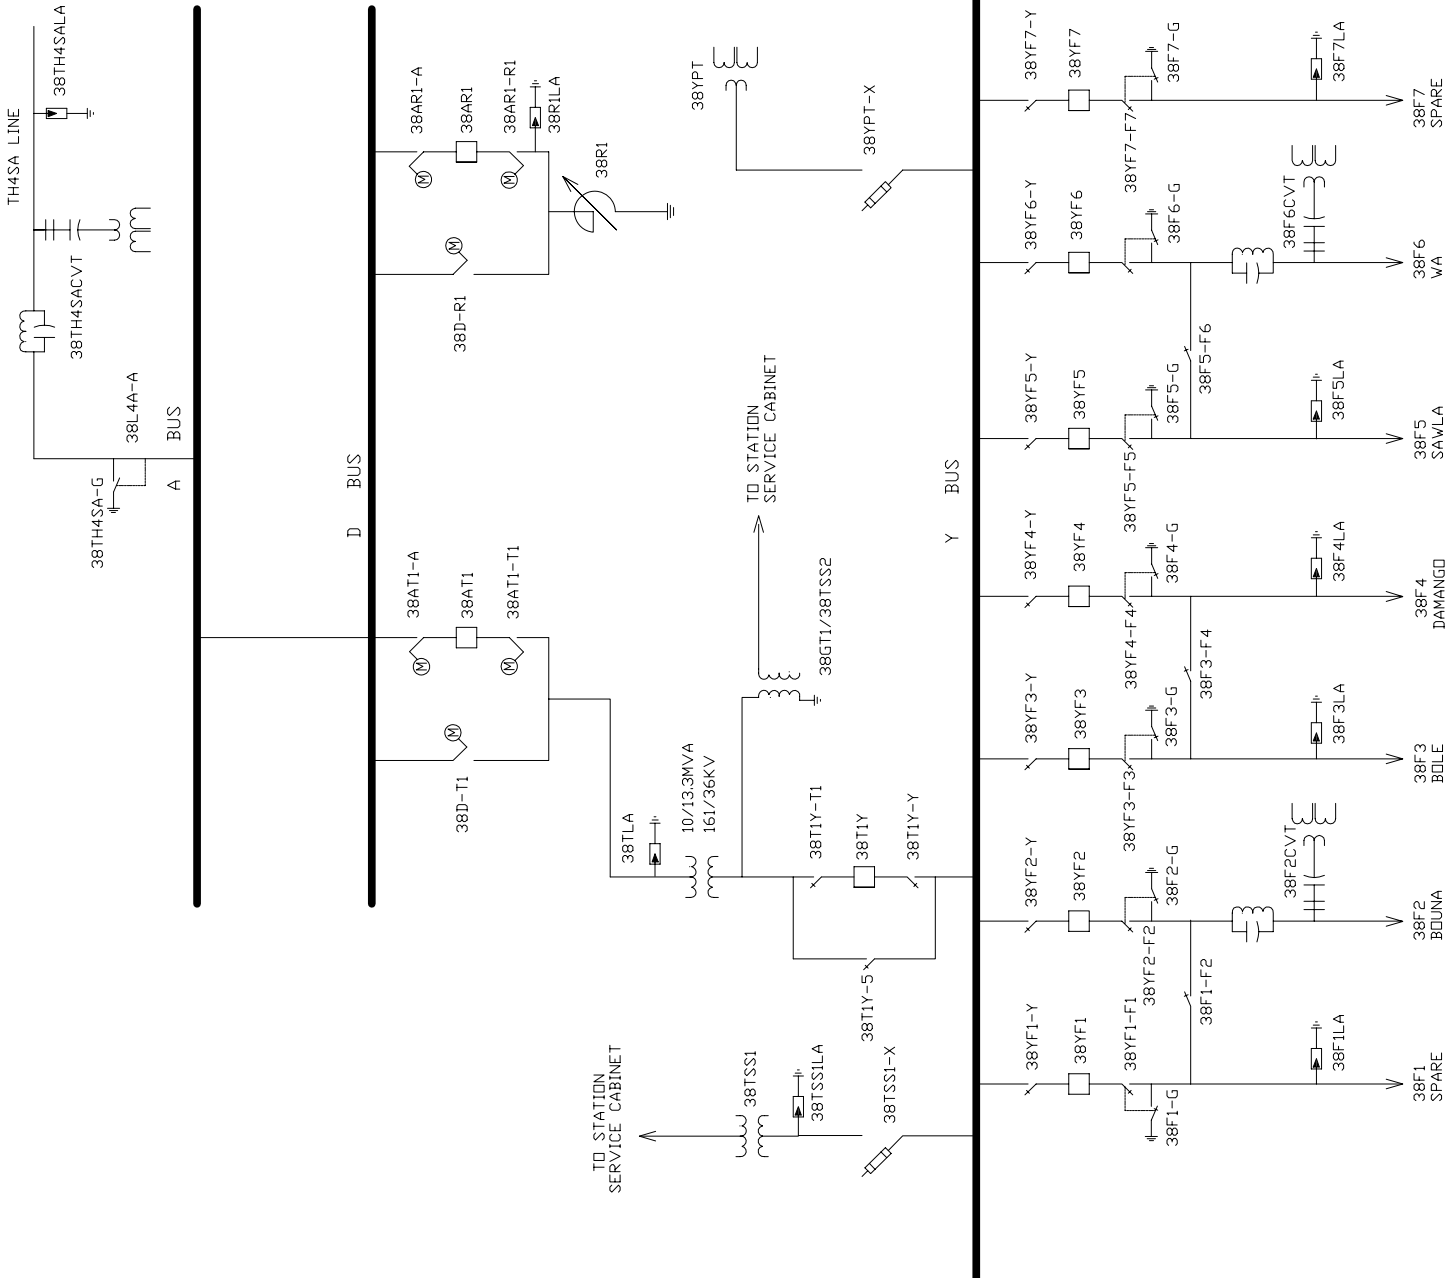 TH4SA LINE
38TH4SALA
38TH4SACVT
38L4A-A
38TH4SA-G
A BUS
D BUS
38AR1-A
38AR1
38AR1-R1
38R1LA
38R1
38D-R1
38AT1-A
38AT1
38AT1-T1
38D-T1
38TLA
10/13.3MVA
161/36KV
38GT1/38TSS2
TO STATION
SERVICE CABINET
38YPT
38YPT-X
38T1Y-T1
38T1Y
38T1Y-Y
38T1Y-5
TO STATION
SERVICE CABINET
38TSS1
38TSS1LA
38TSS1-X
Y BUS
38YF7-Y
38YF7
38YF7-F7
38F7-G
38F7LA
38F7
SPARE
38YF6-Y
38YF6
38F6-G
38F6CVT
38F6
WA
38F5-F6
38YF5-Y
38YF5
38YF5-F5
38F5-G
38F5LA
38F5
SAWLA
38YF4-Y
38YF4
38YF4-F4
38F4-G
38F4LA
38F4
DAMANGO
38F3-F4
38YF3-Y
38YF3
38YF3-F3
38F3-G
38F3LA
38F3
BOLE
38YF2-Y
38YF2
38YF2-F2
38F2-G
38F2CVT
38F2
BOUNA
38F1-F2
38YF1-Y
38YF1
38YF1-F1
38F1-G
38F1LA
38F1
SPARE
M
M
M
M
M
M